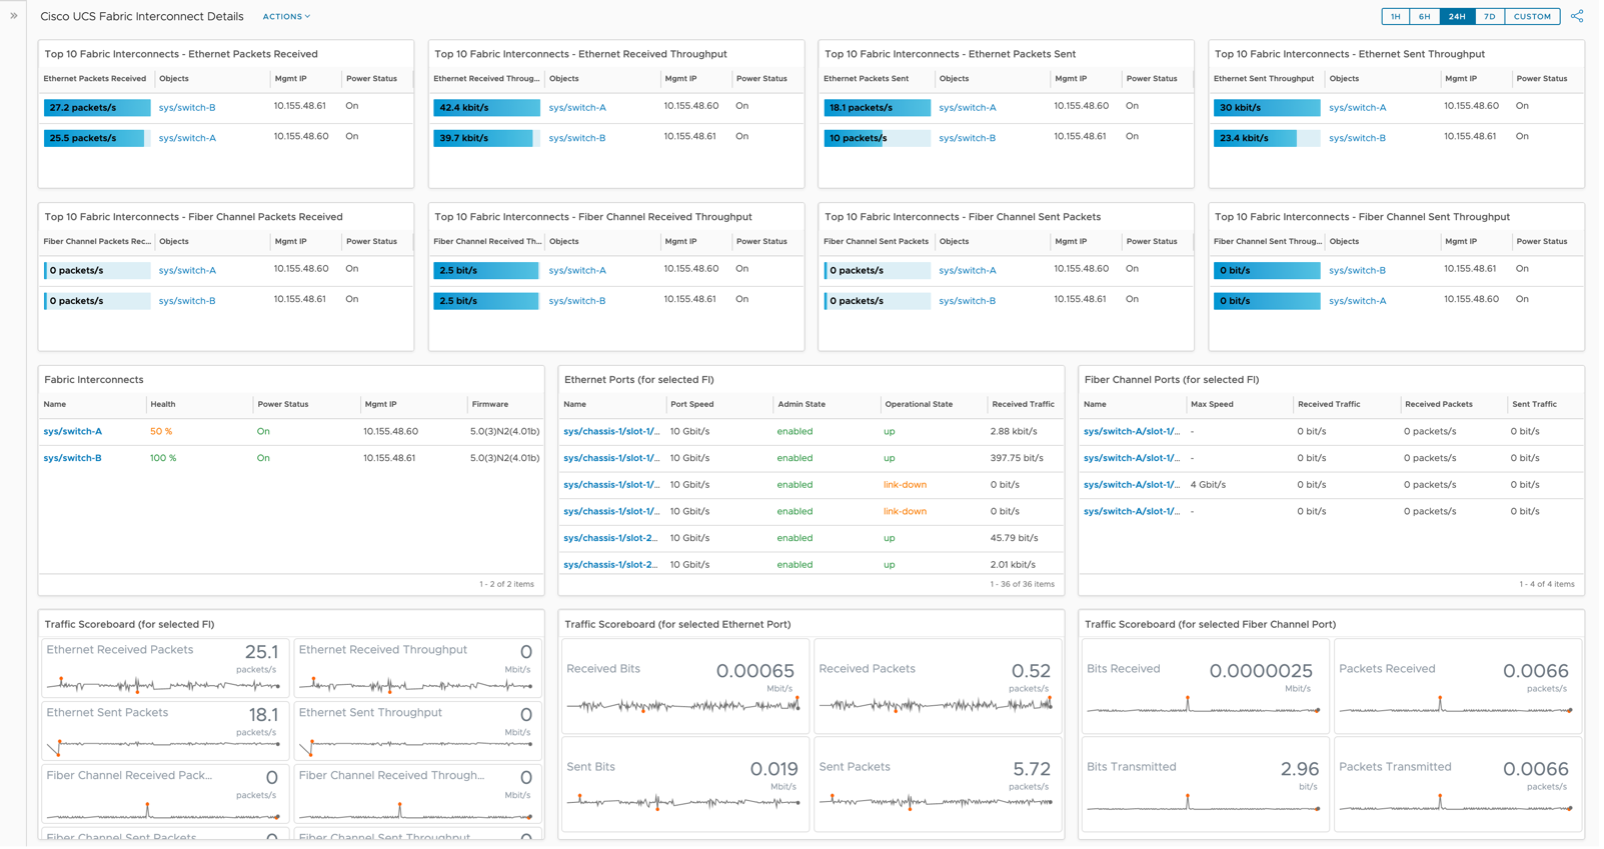 Cisco UCS Fabric Interconnect Details ACTIONS 1H 6H 24H 7D CUSTOM
Top 10 Fabric Interconnects - Ethernet Packets Received
Ethernet Packets Received Objects Mgmt IP Power Status
27.2 packets/s sys/switch-B 10.155.48.61 On
25.5 packets/s sys/switch-A 10.155.48.60 On
Top 10 Fabric Interconnects - Ethernet Received Throughput
Ethernet Received Throug... Objects Mgmt IP Power Status
42.4 kbit/s sys/switch-A 10.155.48.60 On
39.7 kbit/s sys/switch-B 10.155.48.61 On
Top 10 Fabric Interconnects - Ethernet Packets Sent
Ethernet Packets Sent Objects Mgmt IP Power Status
18.1 packets/s sys/switch-A 10.155.48.60 On
10 packets/s sys/switch-B 10.155.48.61 On
Top 10 Fabric Interconnects - Ethernet Sent Throughput
Ethernet Sent Throughput Objects Mgmt IP Power Status
30 kbit/s sys/switch-A 10.155.48.60 On
23.4 kbit/s sys/switch-B 10.155.48.61 On
Top 10 Fabric Interconnects - Fiber Channel Packets Received
Fiber Channel Packets Rec... Objects Mgmt IP Power Status
0 packets/s sys/switch-A 10.155.48.60 On
0 packets/s sys/switch-B 10.155.48.61 On
Top 10 Fabric Interconnects - Fiber Channel Received Throughput
Fiber Channel Received Th... Objects Mgmt IP Power Status
2.5 bit/s sys/switch-A 10.155.48.60 On
2.5 bit/s sys/switch-B 10.155.48.61 On
Top 10 Fabric Interconnects - Fiber Channel Sent Packets
Fiber Channel Sent Packets Objects Mgmt IP Power Status
0 packets/s sys/switch-A 10.155.48.60 On
0 packets/s sys/switch-B 10.155.48.61 On
Top 10 Fabric Interconnects - Fiber Channel Sent Throughput
Fiber Channel Sent Throug... Objects Mgmt IP Power Status
0 bit/s sys/switch-B 10.155.48.61 On
0 bit/s sys/switch-A 10.155.48.60 On
Fabric Interconnects
Name Health Power Status Mgmt IP Firmware
sys/switch-A 50 % On 10.155.48.60 5.0(3)N2(4.01b)
sys/switch-B 100 % On 10.155.48.61 5.0(3)N2(4.01b)
1 - 2 of 2 items
Ethernet Ports (for selected FI)
Name Port Speed Admin State Operational State Received Traffic
sys/chassis-1/slot-1/... 10 Gbit/s enabled up 2.88 kbit/s
sys/chassis-1/slot-1/... 10 Gbit/s enabled up 397.75 bit/s
sys/chassis-1/slot-1/... 10 Gbit/s enabled link-down 0 bit/s
sys/chassis-1/slot-1/... 10 Gbit/s enabled link-down 0 bit/s
sys/chassis-1/slot-2... 10 Gbit/s enabled up 45.79 bit/s
sys/chassis-1/slot-2... 10 Gbit/s enabled up 2.01 kbit/s
1 - 36 of 36 items
Fiber Channel Ports (for selected FI)
Name Max Speed Received Traffic Received Packets Sent Traffic
sys/switch-A/slot-1/... - 0 bit/s 0 packets/s 0 bit/s
sys/switch-A/slot-1/... - 0 bit/s 0 packets/s 0 bit/s
sys/switch-A/slot-1/... 4 Gbit/s 0 bit/s 0 packets/s 0 bit/s
sys/switch-A/slot-1/... - 0 bit/s 0 packets/s 0 bit/s
1 - 4 of 4 items
Traffic Scoreboard (for selected FI)
Ethernet Received Packets 25.1
packets/s
Ethernet Received Throughput 0
Mbit/s
Ethernet Sent Packets 18.1
packets/s
Ethernet Sent Throughput 0
Mbit/s
Fiber Channel Received Pack... 0
packets/s
Fiber Channel Received Through... 0
Mbit/s
Fiber Channel Sent Packets 0
Fiber Channel Sent Throughput 0
Traffic Scoreboard (for selected Ethernet Port)
Received Bits 0.00065
Mbit/s
Received Packets 0.52
packets/s
Sent Bits 0.019
Mbit/s
Sent Packets 5.72
packets/s
Traffic Scoreboard (for selected Fiber Channel Port)
Bits Received 0.0000025
Mbit/s
Packets Received 0.0066
packets/s
Bits Transmitted 2.96
bit/s
Packets Transmitted 0.0066
packets/s